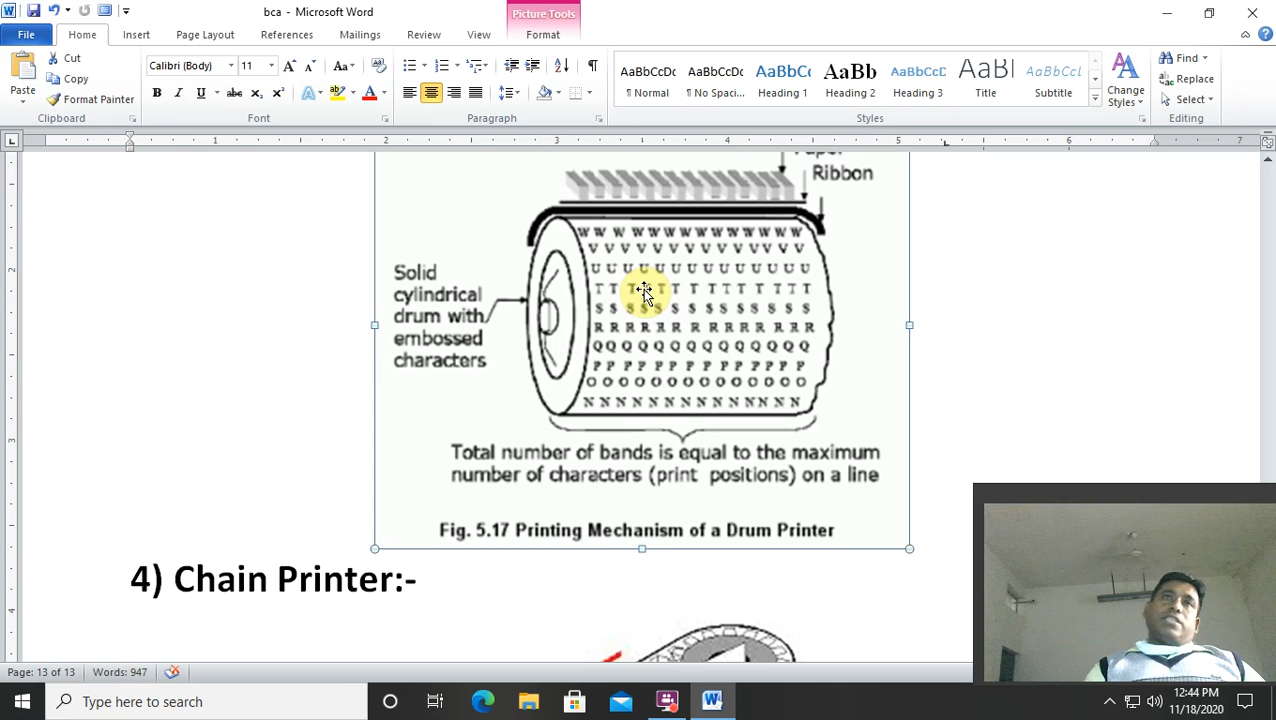 bca - Microsoft Word
Picture Tools
File Home Insert Page Layout References Mailings Review View Format
Paste
Cut
Copy
Format Painter
Clipboard
Calibri (Body) 11
Font
Paragraph
AaBbCcDc AaBbCcDc AaBbCc AaBb AaBbCcD AaBl AaBbCcL
¶ Normal ¶ No Spaci... Heading 1 Heading 2 Heading 3 Title Subtitle
Styles
Change
Styles
Find
Replace
Select
Editing
Ribbon
W W W W W W W W W W W W W W
V V V V V V V V V V V V V V
U U U U U U U U U U U U U U
T T T T T T T T T T T T T T
S S S S S S S S S S S S S S
R R R R R R R R R R R R R R
Q Q Q Q Q Q Q Q Q Q Q Q Q Q
P P P P P P P P P P P P P P
O O O O O O O O O O O O O O
N N N N N N N N N N N N N N
Solid
cylindrical
drum with
embossed
characters
Total number of bands is equal to the maximum
number of characters (print positions) on a line
Fig. 5.17 Printing Mechanism of a Drum Printer
4) Chain Printer:-
Page: 13 of 13 Words: 947
Type here to search
12:44 PM
11/18/2020